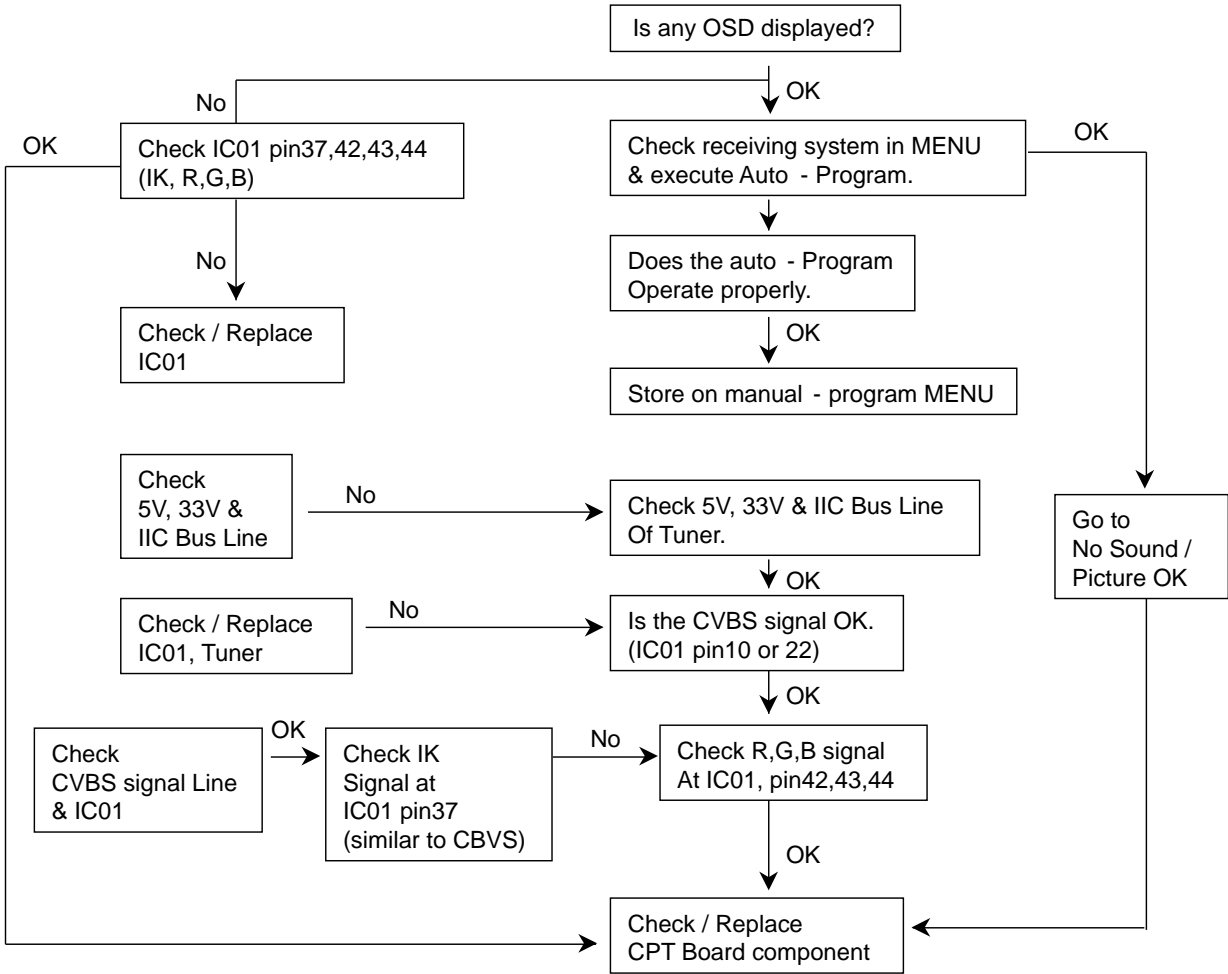 Is any OSD displayed?
No
OK
OK
Check IC01 pin37,42,43,44
(IK, R,G,B)
Check receiving system in MENU
& execute Auto - Program.
OK
No
Does the auto - Program
Operate properly.
Check / Replace
IC01
OK
Store on manual - program MENU
Check
5V, 33V &
IIC Bus Line
No
Check 5V, 33V & IIC Bus Line
Of Tuner.
Go to
No Sound /
Picture OK
OK
Check / Replace
IC01, Tuner
No
Is the CVBS signal OK.
(IC01 pin10 or 22)
OK
Check
CVBS signal Line
& IC01
OK
Check IK
Signal at
IC01 pin37
(similar to CBVS)
No
Check R,G,B signal
At IC01, pin42,43,44
OK
Check / Replace
CPT Board component